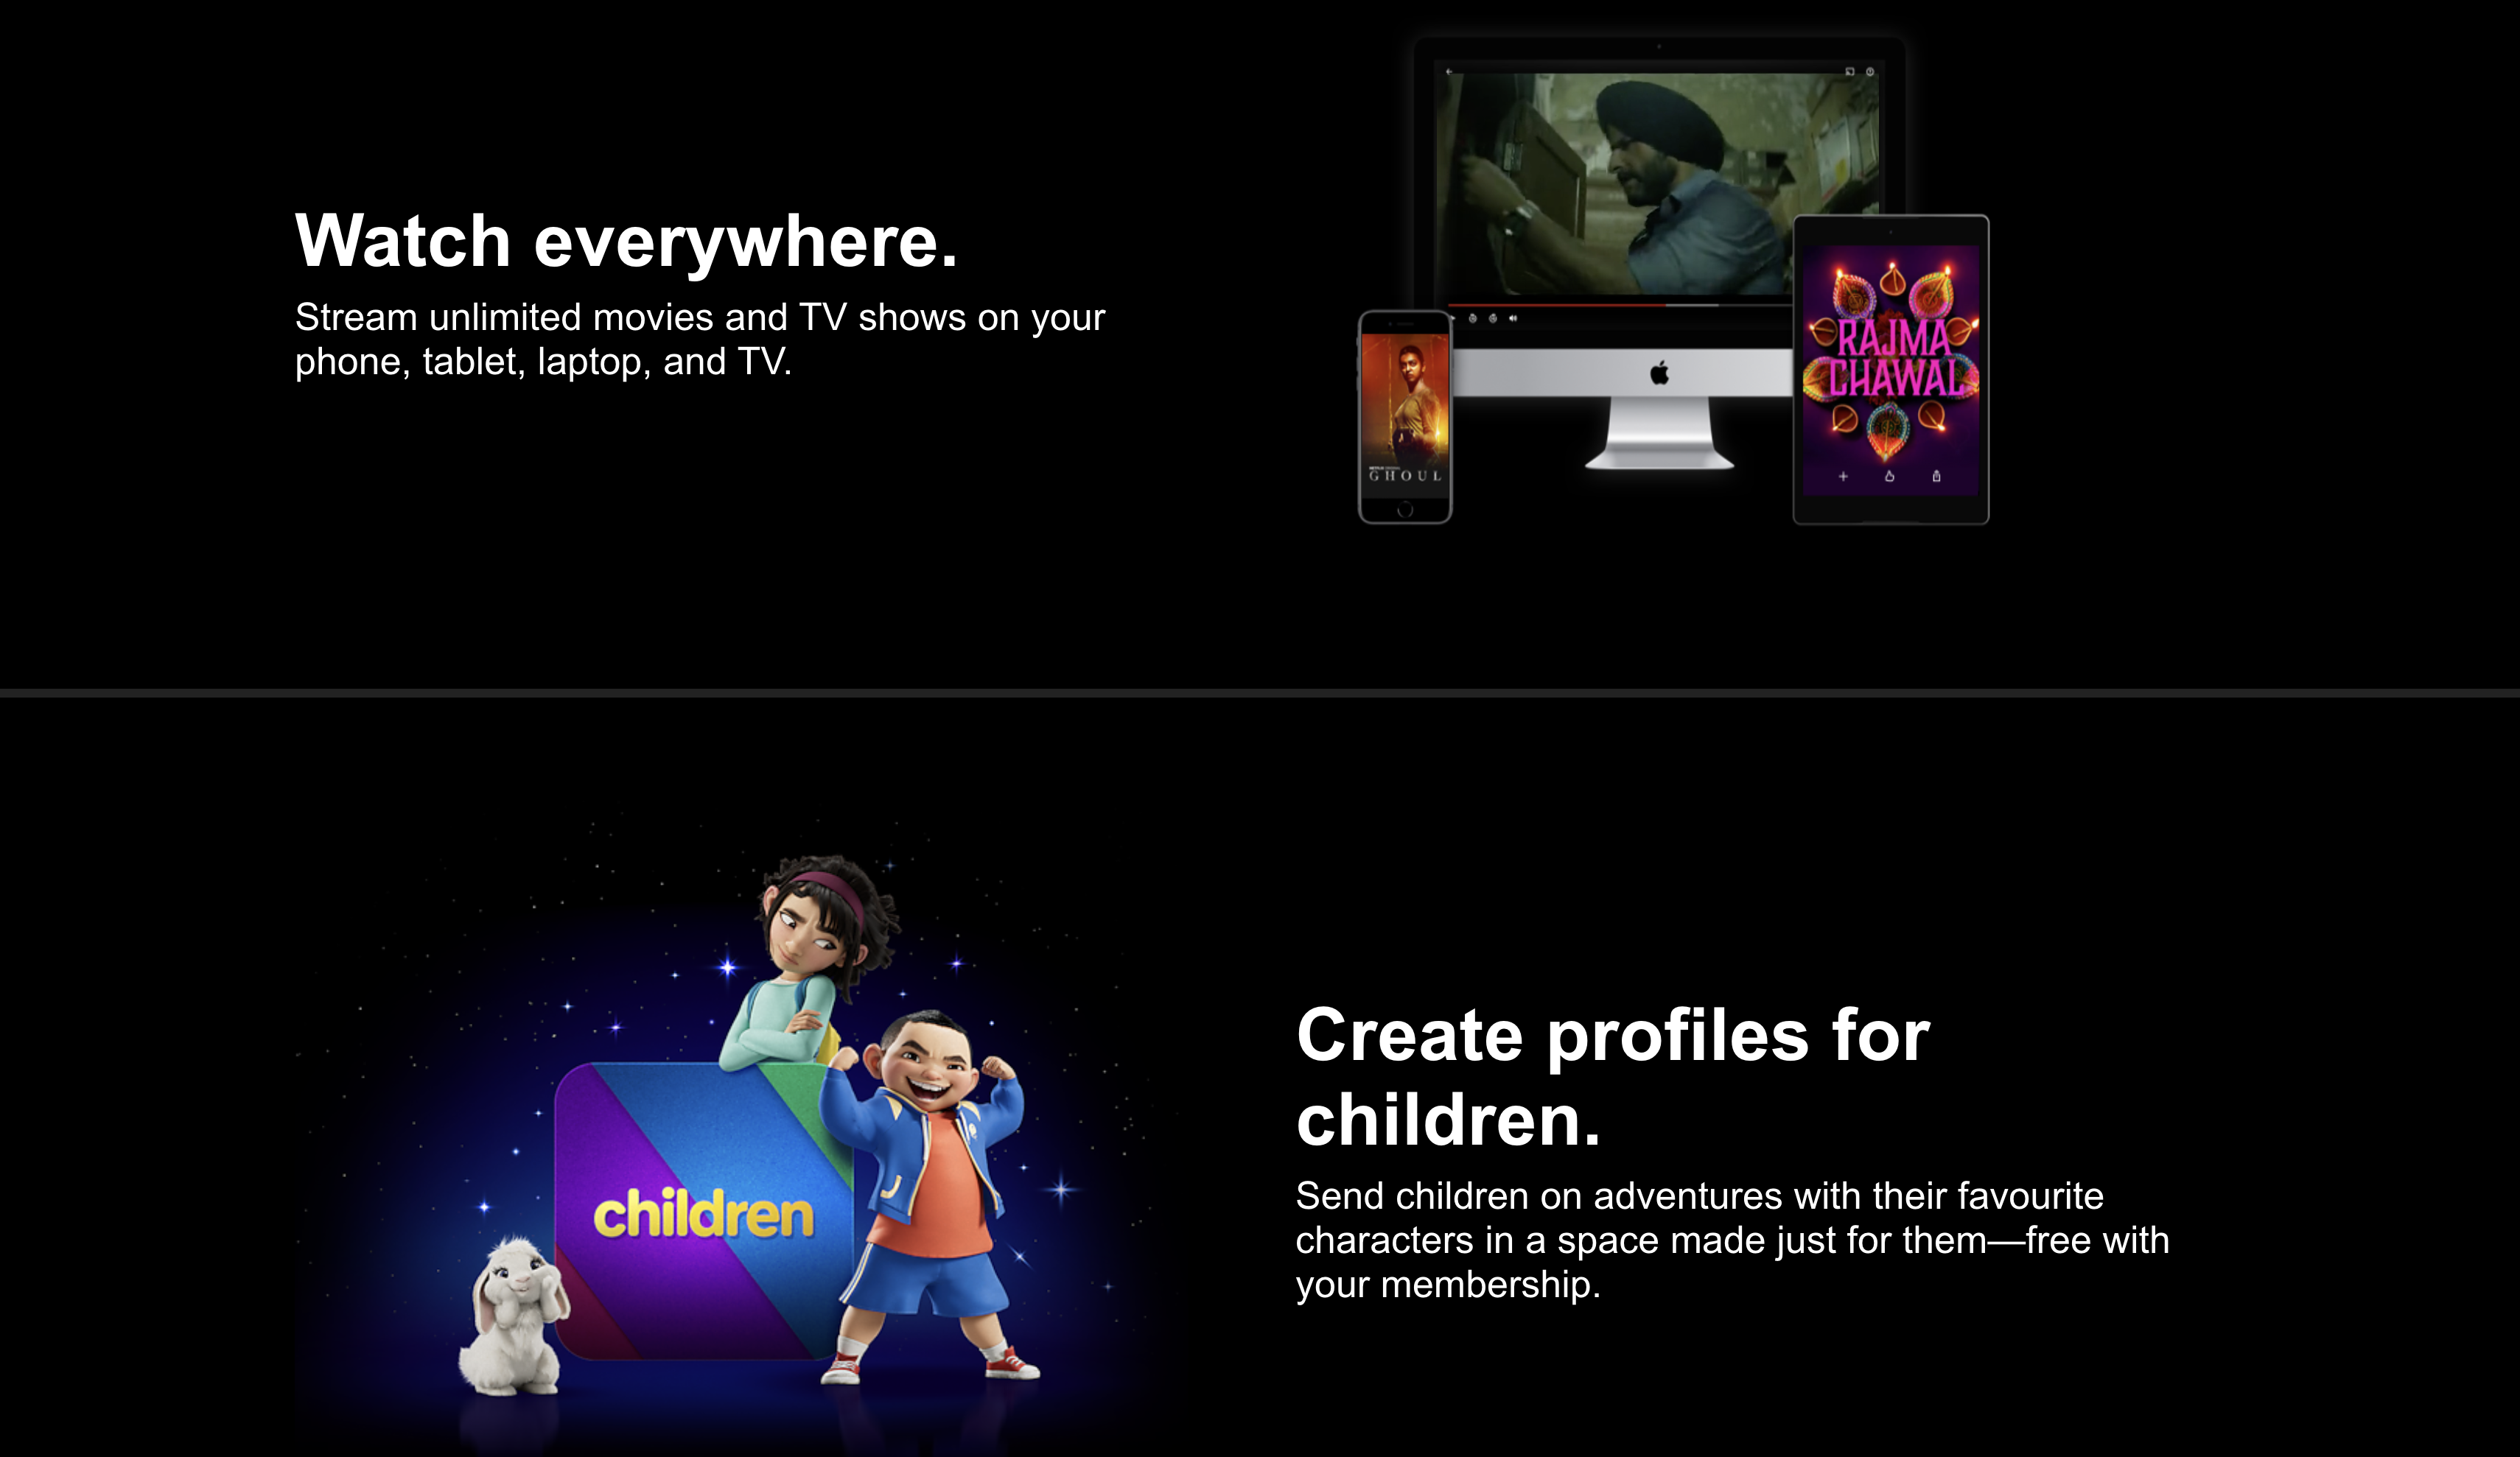 Watch everywhere.
Stream unlimited movies and TV shows on your
phone, tablet, laptop, and TV.
NETFLIX ORIGINAL
GHOUL
RAJMA
CHAWAL
children
Create profiles for
children.
Send children on adventures with their favourite
characters in a space made just for them—free with
your membership.